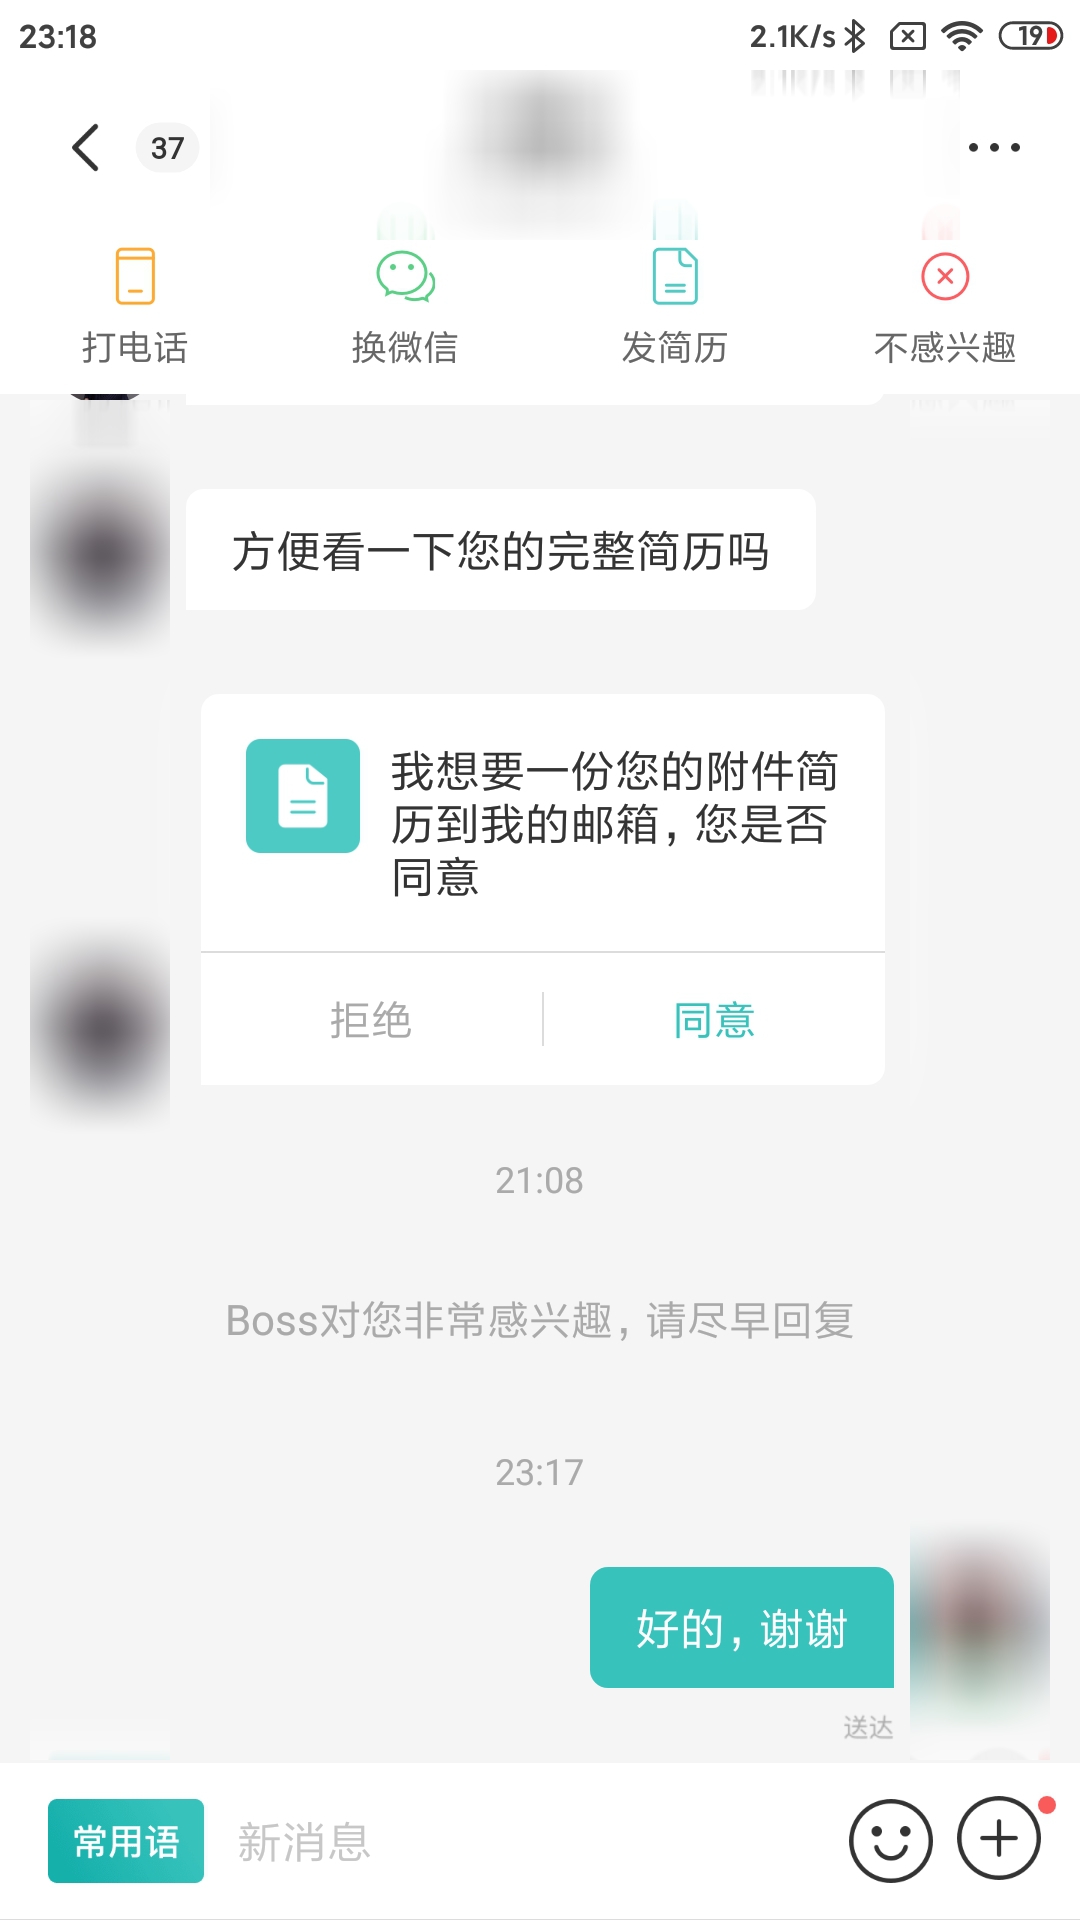 23:18
2.1K/s
19
37
打电话
换微信
发简历
不感兴趣
方便看一下您的完整简历吗
我想要一份您的附件简
历到我的邮箱，您是否
同意
拒绝
同意
21:08
Boss对您非常感兴趣，请尽早回复
23:17
好的，谢谢
送达
常用语
新消息